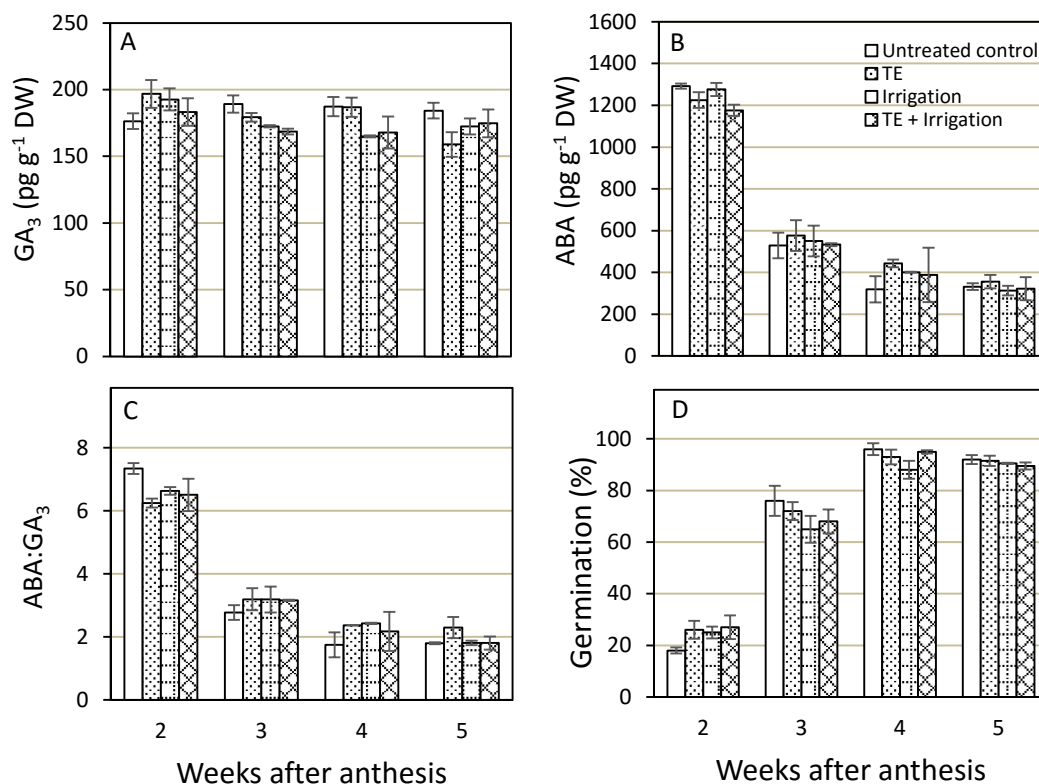 A
GA₃ (pg g⁻¹ DW)
250
200
150
100
50
0
B
ABA (pg g⁻¹ DW)
1600
1400
1200
1000
800
600
400
200
0
Untreated control
TE
Irrigation
TE + Irrigation
C
ABA:GA₃
8
6
4
2
0
2 3 4 5
Weeks after anthesis
D
Germination (%)
100
80
60
40
20
0
2 3 4 5
Weeks after anthesis